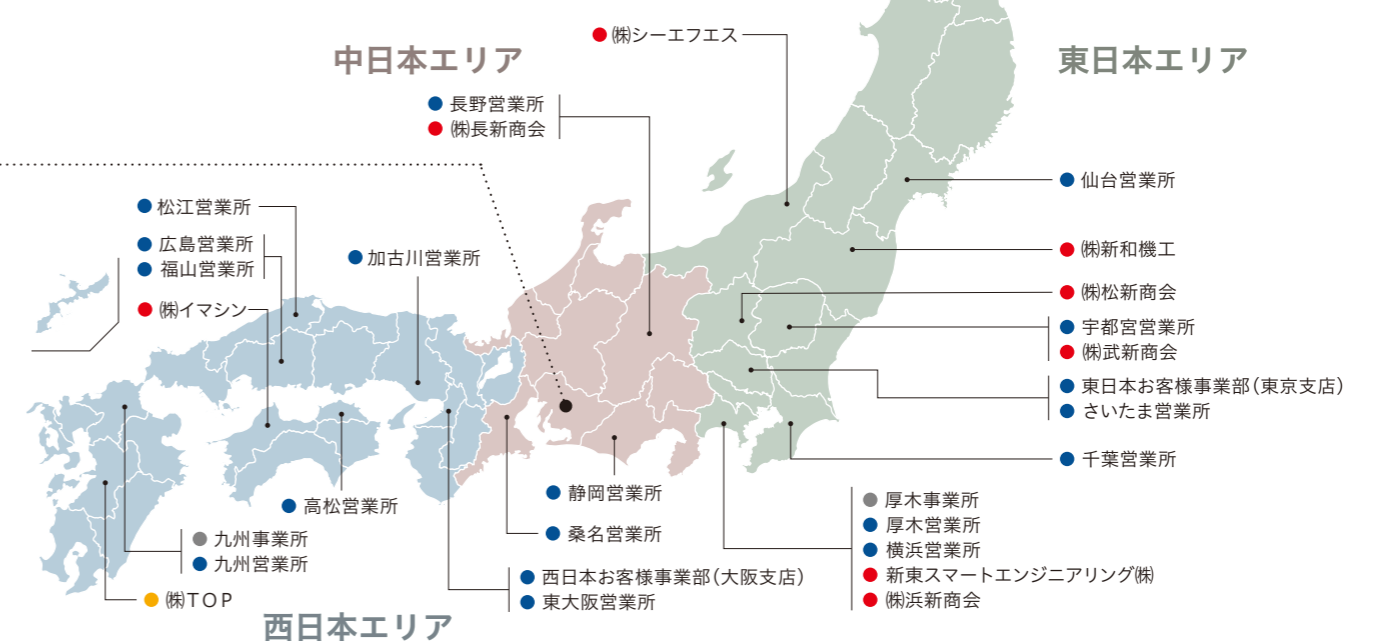 中日本エリア
㈱シーエフエス
東日本エリア
長野営業所
㈱長新商会
松江営業所
広島営業所
福山営業所
㈱イマシン
加古川営業所
仙台営業所
㈱新和機工
㈱松新商会
宇都宮営業所
㈱武新商会
東日本お客様事業部（東京支店）
さいたま営業所
千葉営業所
高松営業所
九州事業所
九州営業所
㈱TOP
西日本エリア
静岡営業所
桑名営業所
西日本お客様事業部（大阪支店）
東大阪営業所
厚木事業所
厚木営業所
横浜営業所
新東スマートエンジニアリング㈱
㈱浜新商会